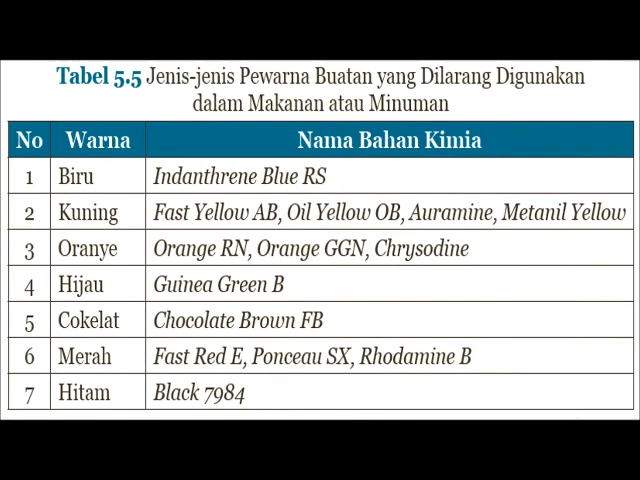 Tabel 5.5 Jenis-jenis Pewarna Buatan yang Dilarang Digunakan
dalam Makanan atau Minuman
No Warna Nama Bahan Kimia
1 Biru Indanthrene Blue RS
2 Kuning Fast Yellow AB, Oil Yellow OB, Auramine, Metanil Yellow
3 Oranye Orange RN, Orange GGN, Chrysodine
4 Hijau Guinea Green B
5 Cokelat Chocolate Brown FB
6 Merah Fast Red E, Ponceau SX, Rhodamine B
7 Hitam Black 7984